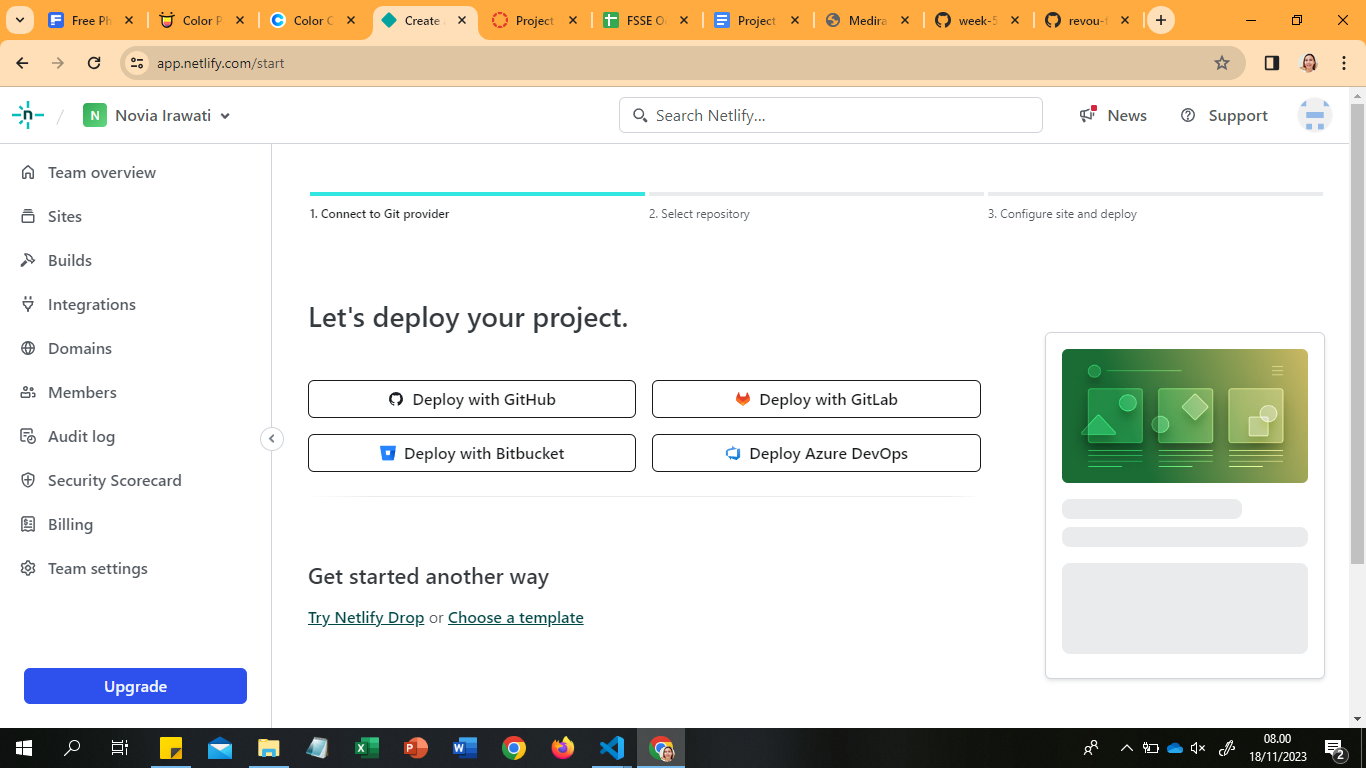 Free Ph
Color P
Color C
Create
Project
FSSE O
Project
Medira
week-5
revou-t
app.netlify.com/start
N Novia Irawati
Search Netlify...
News
Support
Team overview
Sites
Builds
Integrations
Domains
Members
Audit log
Security Scorecard
Billing
Team settings
Upgrade
1. Connect to Git provider
2. Select repository
3. Configure site and deploy
Let's deploy your project.
Deploy with GitHub
Deploy with GitLab
Deploy with Bitbucket
Deploy Azure DevOps
Get started another way
Try Netlify Drop or Choose a template
08.00
18/11/2023
2